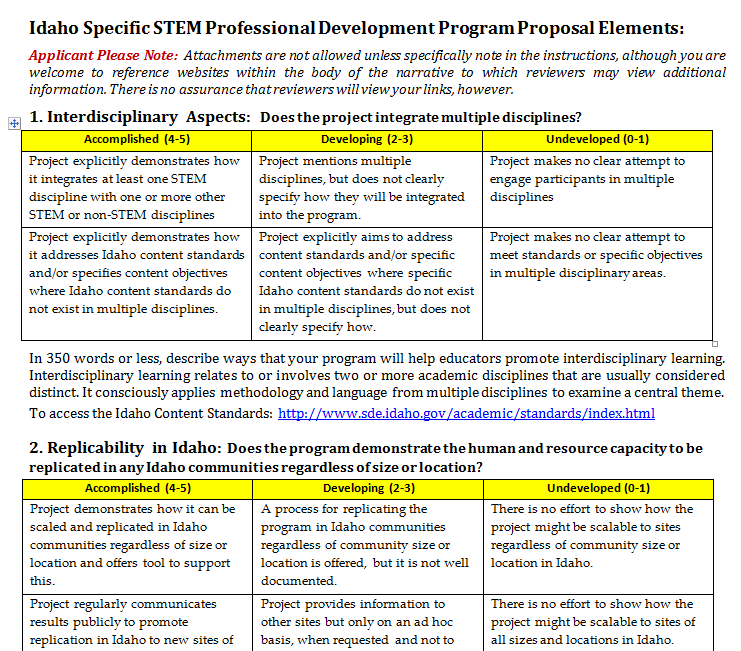 Idaho Specific STEM Professional Development Program Proposal Elements:
Applicant Please Note: Attachments are not allowed unless specifically note in the instructions, although you are
welcome to reference websites within the body of the narrative to which reviewers may view additional
information. There is no assurance that reviewers will view your links, however.
1. Interdisciplinary Aspects: Does the project integrate multiple disciplines?
Accomplished (4-5)
Developing (2-3)
Undeveloped (0-1)
Project explicitly demonstrates how
it integrates at least one STEM
discipline with one or more other
STEM or non-STEM disciplines
Project mentions multiple
disciplines, but does not clearly
specify how they will be integrated
into the program.
Project makes no clear attempt to
engage participants in multiple
disciplines
Project explicitly demonstrates how
it addresses Idaho content standards
and/or specifies content objectives
where Idaho content standards do
not exist in multiple disciplines.
Project explicitly aims to address
content standards and/or specific
content objectives where specific
Idaho content standards do not exist
in multiple disciplines, but does not
clearly specify how.
Project makes no clear attempt to
meet standards or specific objectives
in multiple disciplinary areas.
In 350 words or less, describe ways that your program will help educators promote interdisciplinary learning.
Interdisciplinary learning relates to or involves two or more academic disciplines that are usually considered
distinct. It consciously applies methodology and language from multiple disciplines to examine a central theme.
To access the Idaho Content Standards: http://www.sde.idaho.gov/academic/standards/index.html
2. Replicability in Idaho: Does the program demonstrate the human and resource capacity to be
replicated in any Idaho communities regardless of size or location?
Accomplished (4-5)
Developing (2-3)
Undeveloped (0-1)
Project demonstrates how it can be
scaled and replicated in Idaho
communities regardless of size or
location and offers tool to support
this.
A process for replicating the
program in Idaho communities
regardless of community size or
location is offered, but it is not well
documented.
There is no effort to show how the
project might be scalable to sites
regardless of community size or
location in Idaho.
Project regularly communicates
results publicly to promote
replication in Idaho to new sites of
Project provides information to
other sites but only on an ad hoc
basis, when requested and not to
There is no effort to show how the
project might be scalable to sites of
all sizes and locations in Idaho.